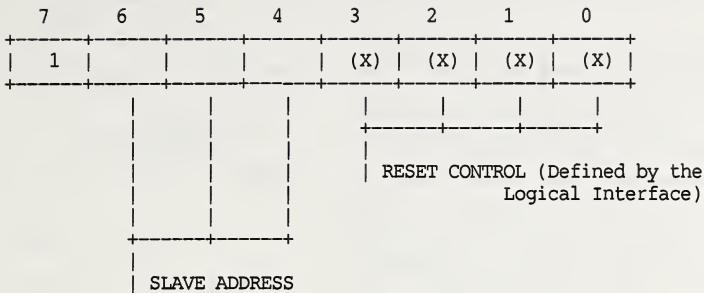 7 6 5 4 3 2 1 0
1 (X) (X) (X) (X)
RESET CONTROL (Defined by the
Logical Interface)
SLAVE ADDRESS